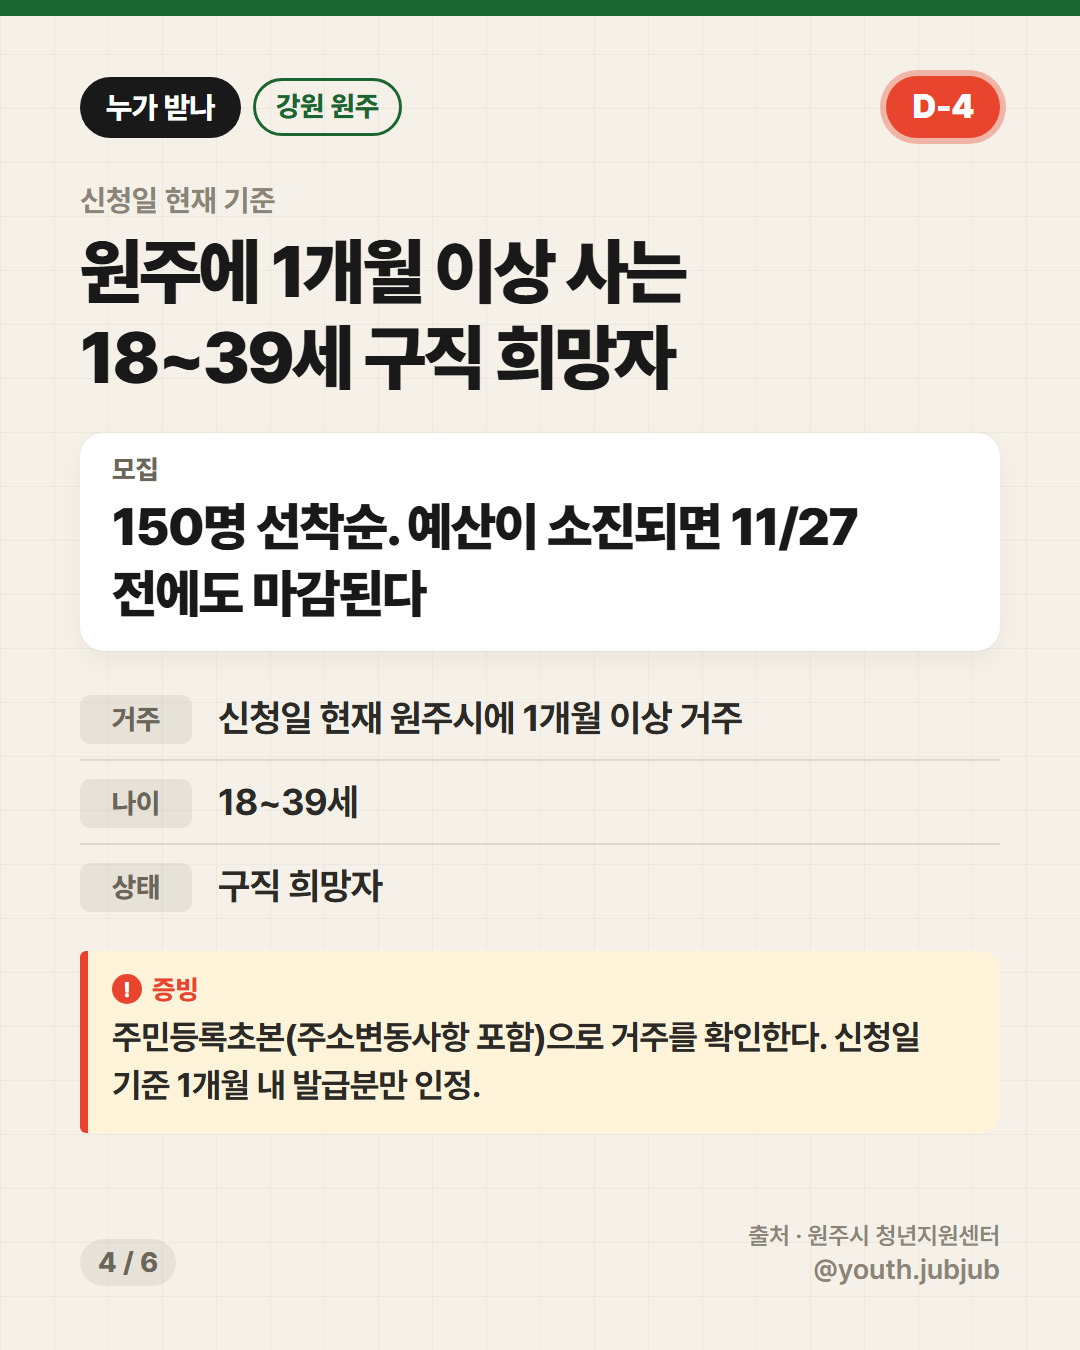 누가 받나
강원 원주
D-4
신청일 현재 기준
원주에 1개월 이상 사는
18~39세 구직 희망자
모집
150명 선착순. 예산이 소진되면 11/27
전에도 마감된다
거주
신청일 현재 원주시에 1개월 이상 거주
나이
18~39세
상태
구직 희망자
! 증빙
주민등록초본(주소변동사항 포함)으로 거주를 확인한다. 신청일
기준 1개월 내 발급분만 인정.
4 / 6
출처 · 원주시 청년지원센터
@youth.jubjub